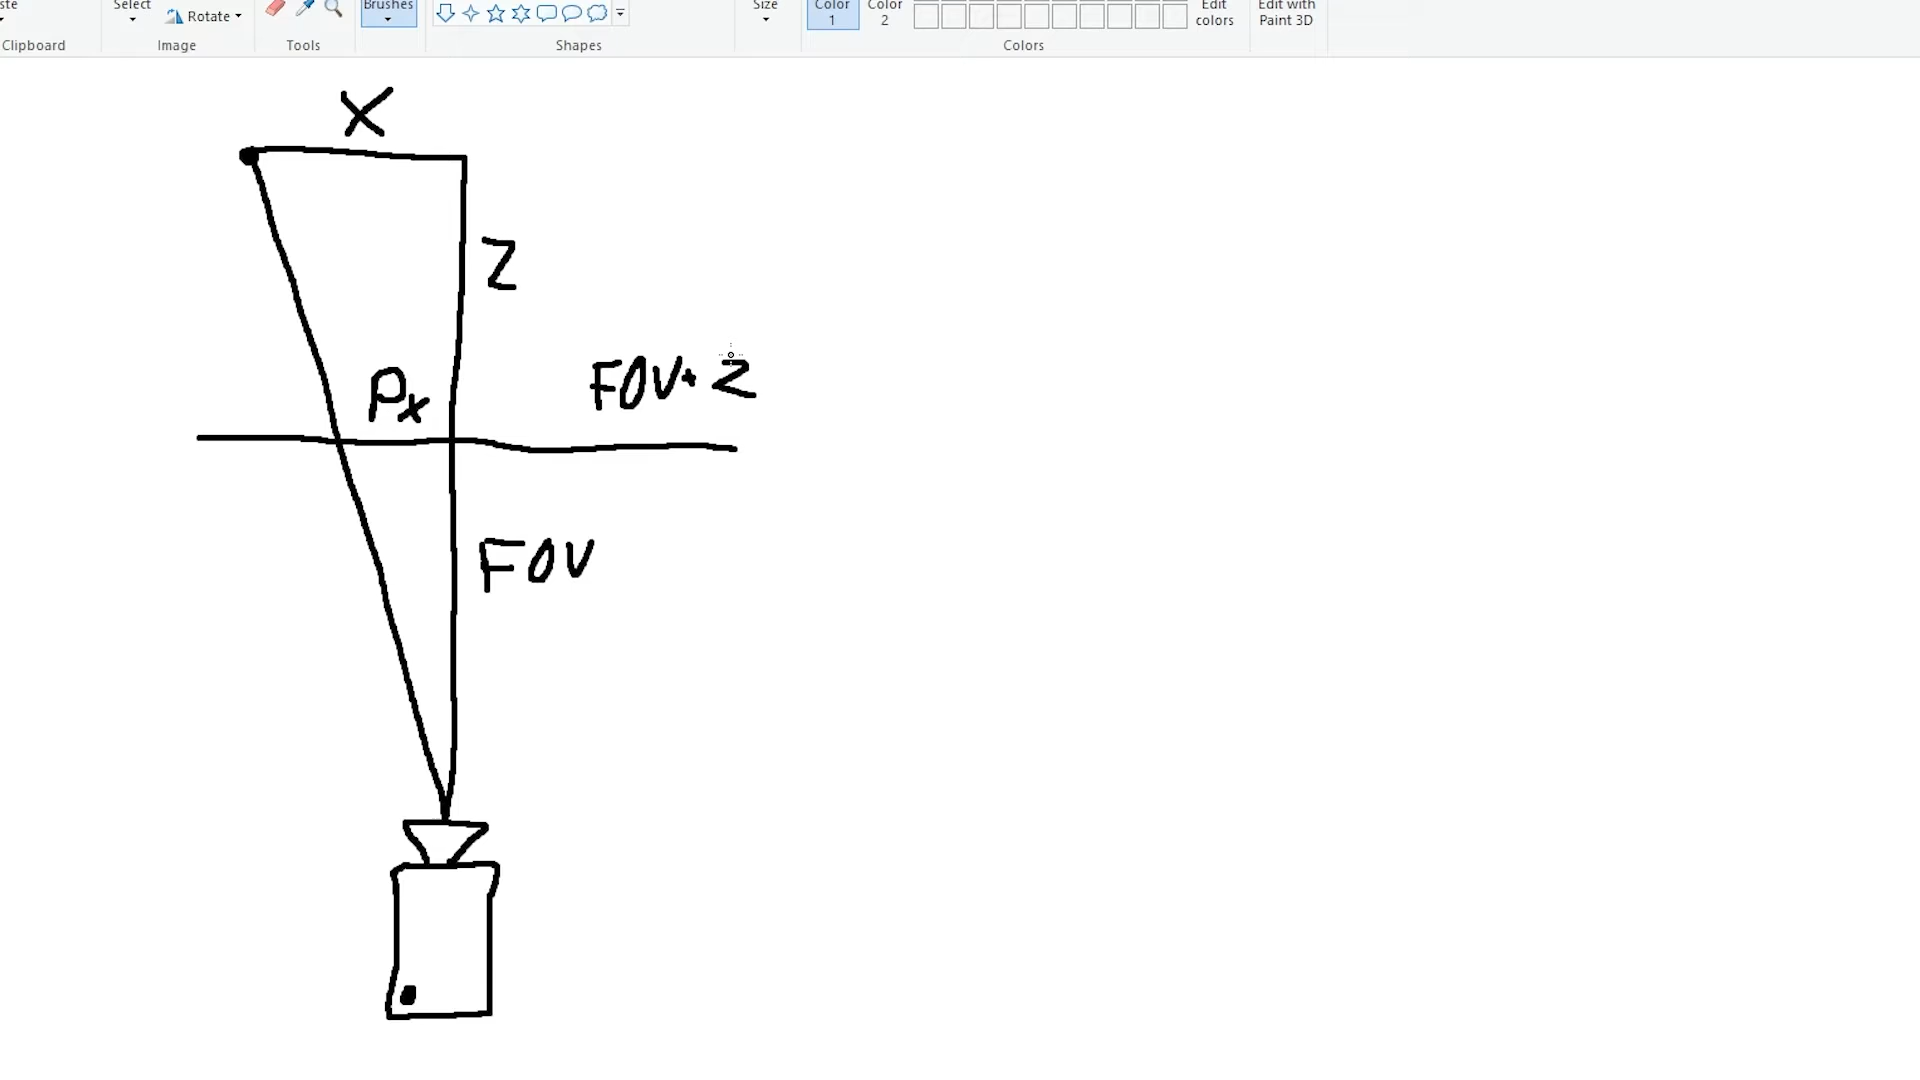 ste
Select
Rotate
Brushes
Size
Color
1
Color
2
Edit
colors
Edit with
Paint 3D
Clipboard
Image
Tools
Shapes
Colors
X
Z
Px
FOV+ Z
FOV